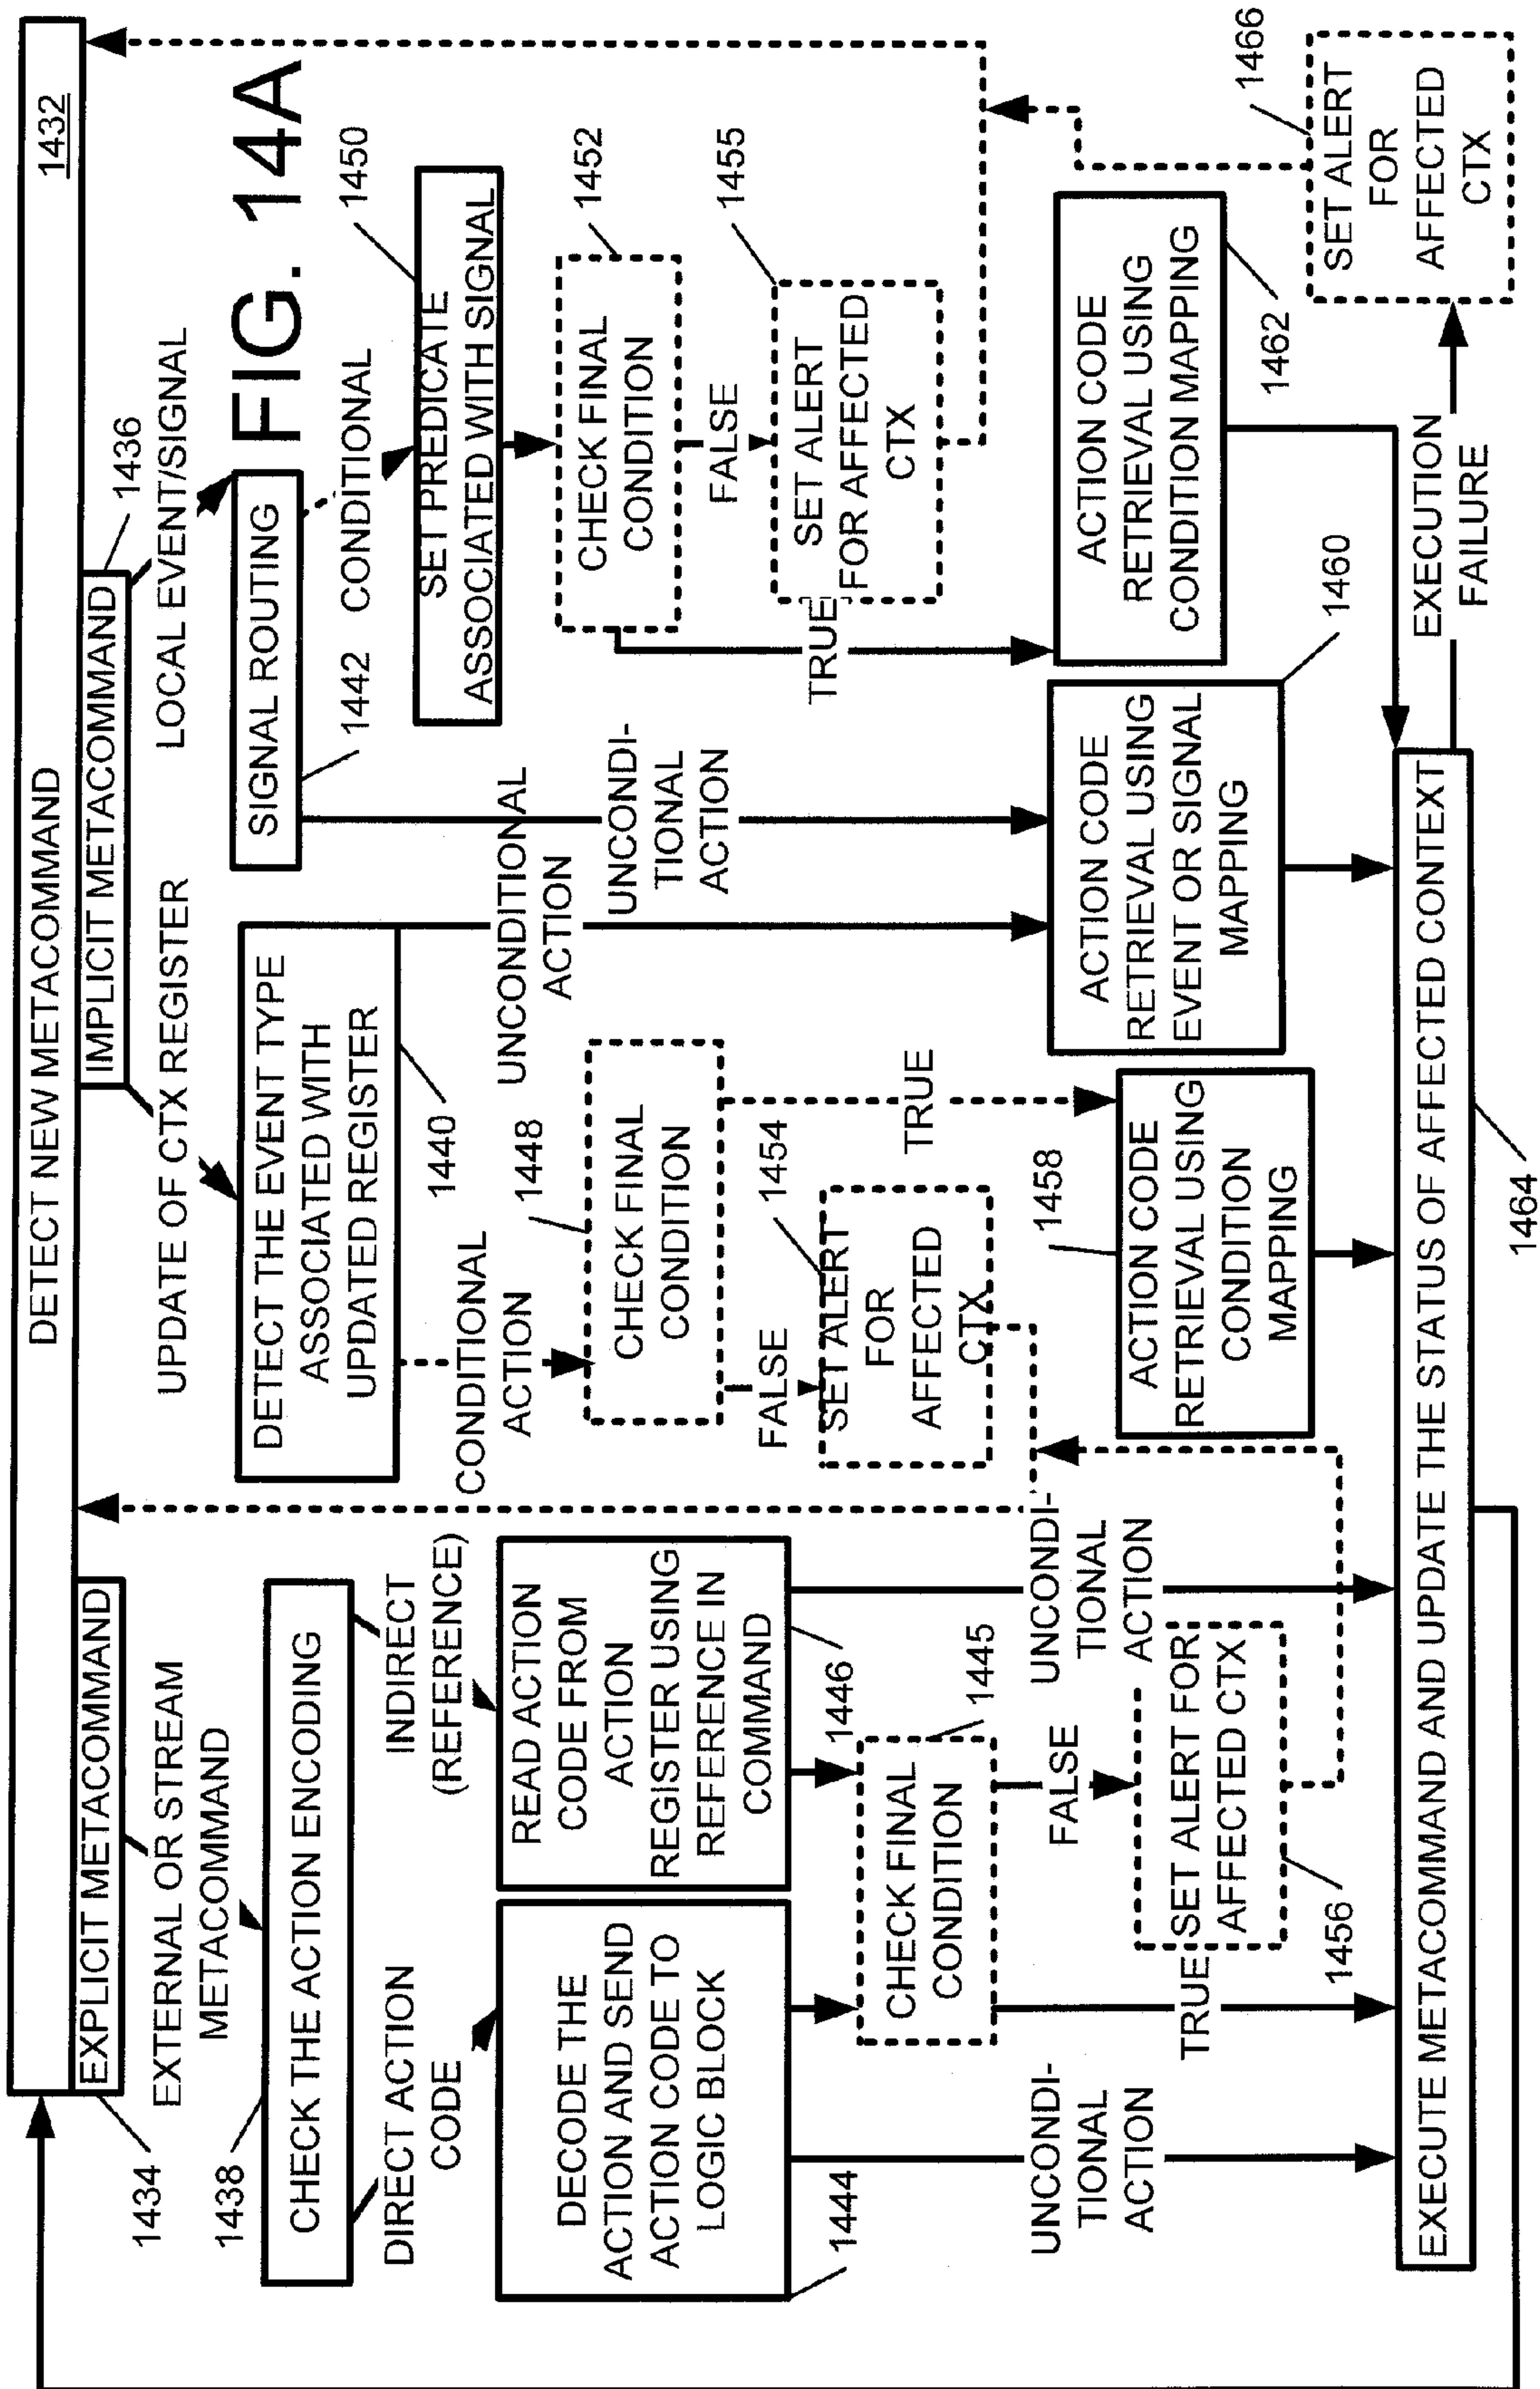 DETECT NEW METACOMMAND
1432
EXPLICIT METACOMMAND
IMPLICIT METACOMMAND
1434
1436
EXTERNAL OR STREAM
METACOMMAND
UPDATE OF CTX REGISTER
LOCAL EVENT/SIGNAL
FIG. 14A
1438
CHECK THE ACTION ENCODING
DIRECT ACTION
CODE
INDIRECT
(REFERENCE)
DETECT THE EVENT TYPE
ASSOCIATED WITH
UPDATED REGISTER
1440
SIGNAL ROUTING
1442
CONDITIONAL
1450
SET PREDICATE
ASSOCIATED WITH SIGNAL
DECODE THE
ACTION AND SEND
ACTION CODE TO
LOGIC BLOCK
1444
READ ACTION
CODE FROM
ACTION
REGISTER USING
REFERENCE IN
COMMAND
1446
CONDITIONAL
ACTION
1448
UNCONDITIONAL
ACTION
UNCONDI-
TIONAL
ACTION
CHECK FINAL
CONDITION
CHECK FINAL
CONDITION
1452
FALSE
1454
TRUE
FALSE
1455
SET ALERT
FOR
AFFECTED
CTX
SET ALERT
FOR AFFECTED
CTX
TRUE
CHECK FINAL
CONDITION
1445
FALSE
UNCONDI-
TIONAL
ACTION
1458
ACTION CODE
RETRIEVAL USING
CONDITION
MAPPING
ACTION CODE
RETRIEVAL USING
EVENT OR SIGNAL
MAPPING
1460
ACTION CODE
RETRIEVAL USING
CONDITION MAPPING
1462
UNCONDI-
TIONAL
ACTION
TRUE
SET ALERT FOR
AFFECTED CTX
1456
EXECUTE METACOMMAND AND UPDATE THE STATUS OF AFFECTED CONTEXT
1464
EXECUTION
FAILURE
SET ALERT
FOR
AFFECTED
CTX
1466